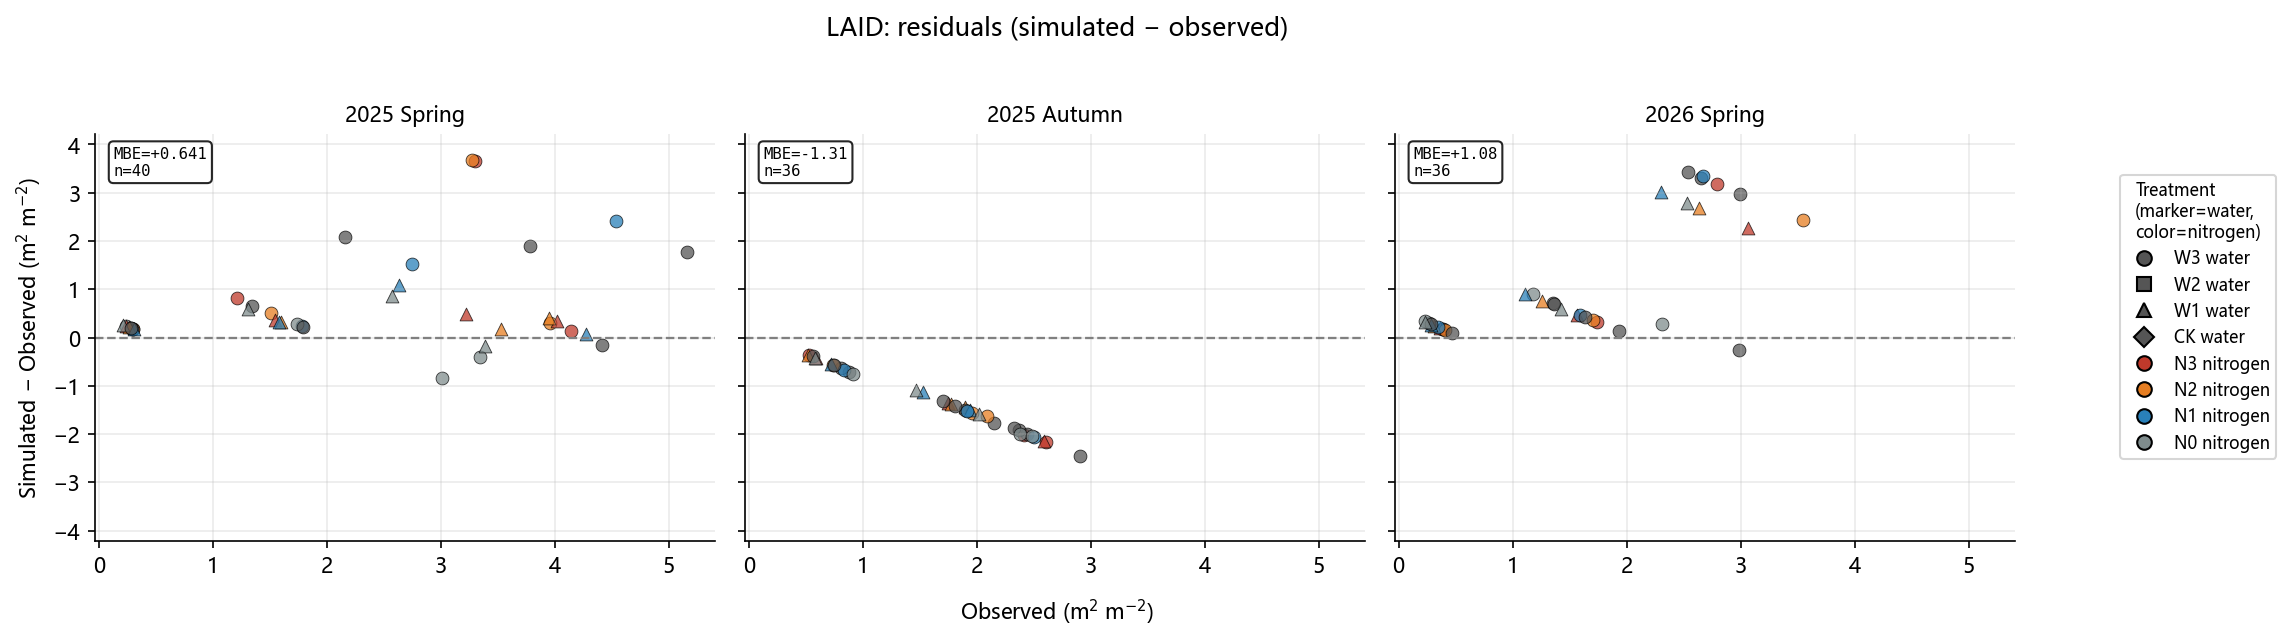 LAID: residuals (simulated − observed)
2025 Spring
2025 Autumn
2026 Spring
MBE=+0.641
n=40
MBE=-1.31
n=36
MBE=+1.08
n=36
Simulated − Observed (m² m⁻²)
4
3
2
1
0
−1
−2
−3
−4
0 1 2 3 4 5
0 1 2 3 4 5
0 1 2 3 4 5
Observed (m² m⁻²)
Treatment
(marker=water,
color=nitrogen)
W3 water
W2 water
W1 water
CK water
N3 nitrogen
N2 nitrogen
N1 nitrogen
N0 nitrogen